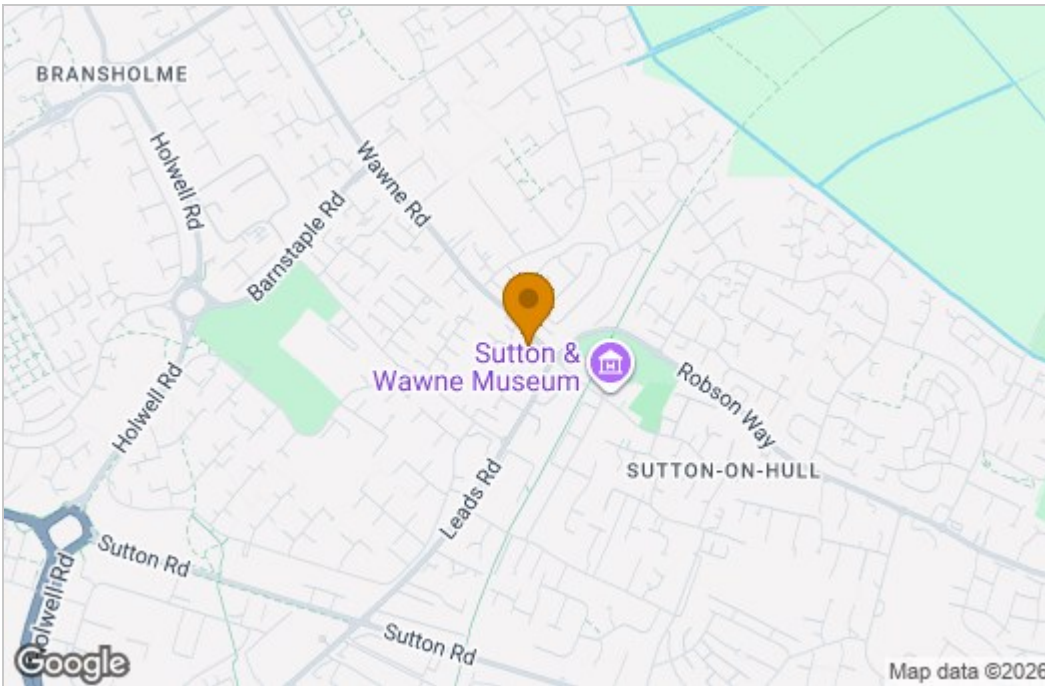 BRANSHOLME
Holwell Rd
Wawne Rd
Barnstaple Rd
Sutton &
Wawne Museum
Holwell Rd
Robson Way
SUTTON-ON-HULL
Leads Rd
Sutton Rd
Holwell Rd
Sutton Rd
Google
Map data ©2026